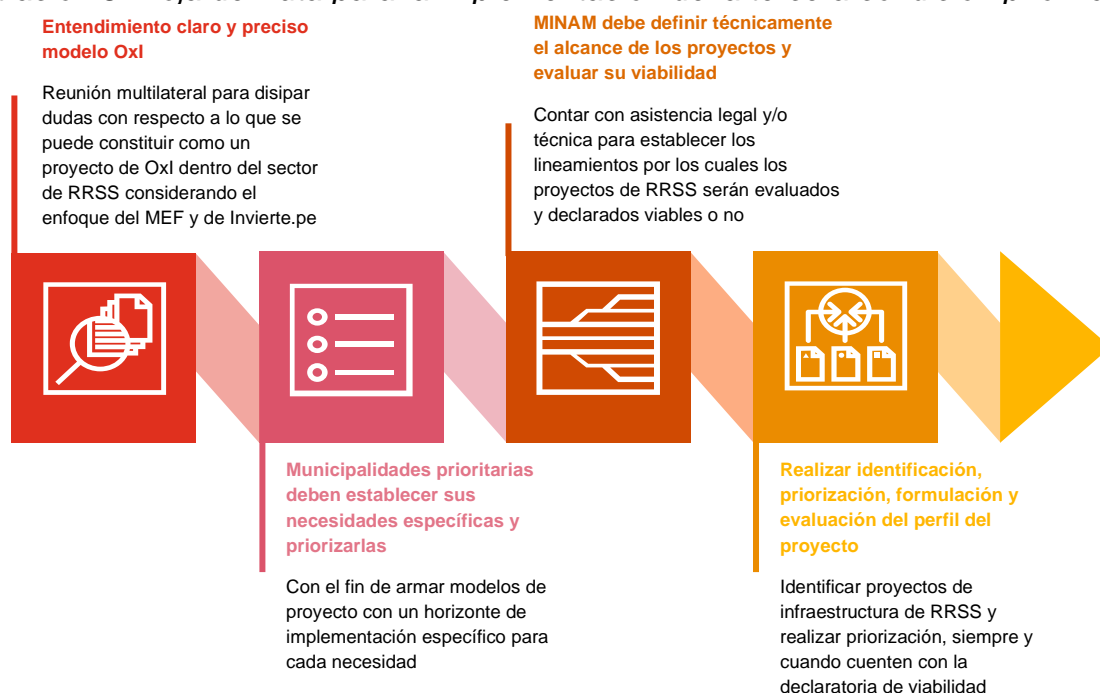 Entendimiento claro y preciso
modelo OxI
Reunión multilateral para disipar
dudas con respecto a lo que se
puede constituir como un
proyecto de OxI dentro del sector
de RRSS considerando el
enfoque del MEF y de Invierte.pe
Municipalidades prioritarias
deben establecer sus
necesidades específicas y
priorizarlas
Con el fin de armar modelos de
proyecto con un horizonte de
implementación específico para
cada necesidad
MINAM debe definir técnicamente
el alcance de los proyectos y
evaluar su viabilidad
Contar con asistencia legal y/o
técnica para establecer los
lineamientos por los cuales los
proyectos de RRSS serán evaluados
y declarados viables o no
Realizar identificación,
priorización, formulación y
evaluación del perfil del
proyecto
Identificar proyectos de
infraestructura de RRSS y
realizar priorización, siempre y
cuando cuenten con la
declaratoria de viabilidad